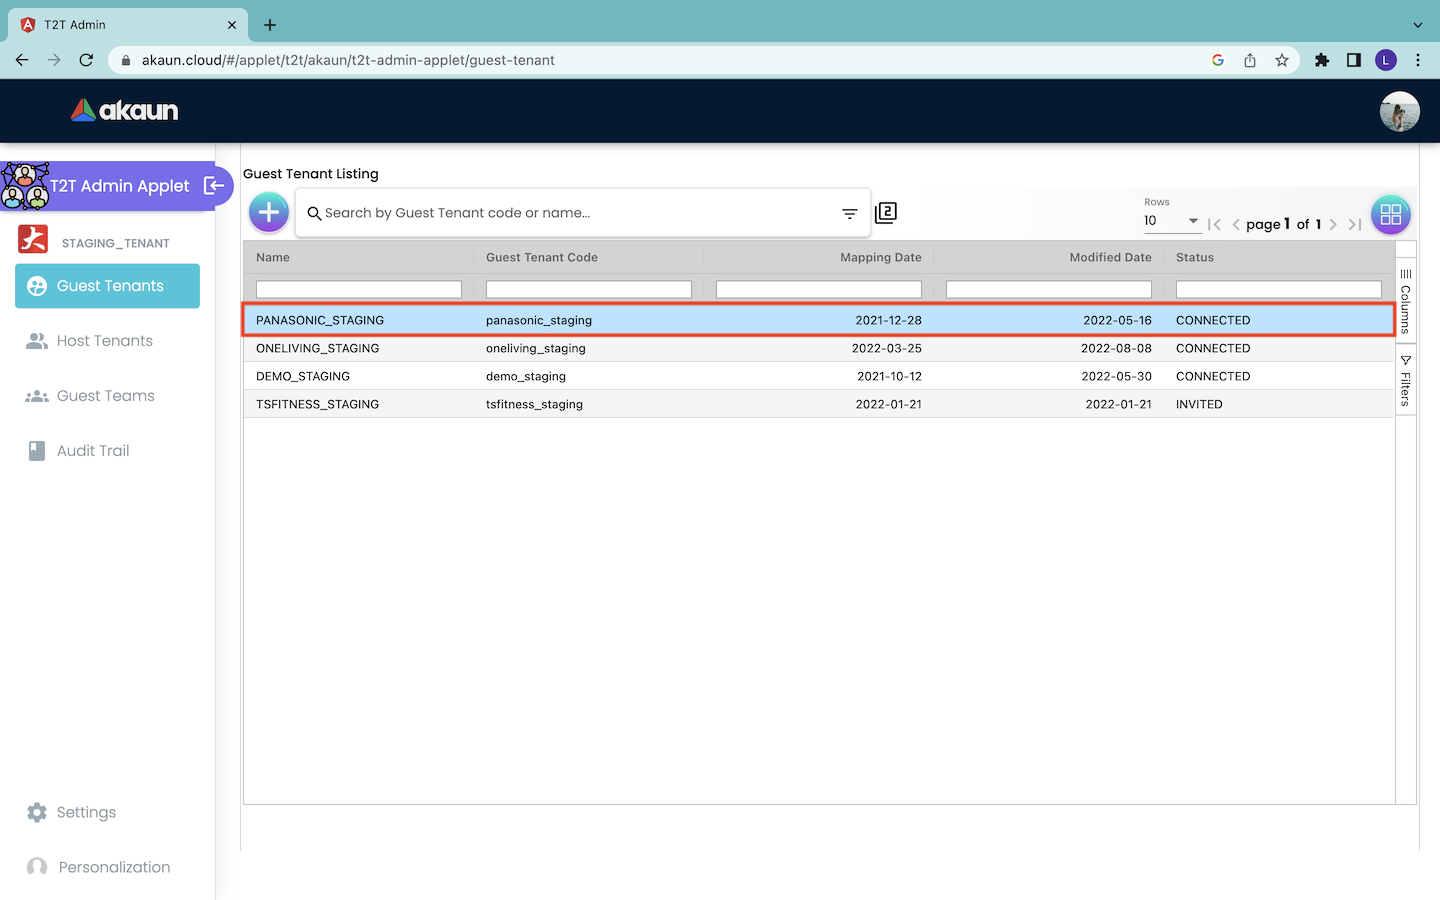 T2T Admin
akaun.cloud/#/applet/t2t/akaun/t2t-admin-applet/guest-tenant
L
akaun
T2T Admin Applet
STAGING_TENANT
Guest Tenants
Host Tenants
Guest Teams
Audit Trail
Settings
Personalization
Guest Tenant Listing
Search by Guest Tenant code or name...
2
Rows
10
page 1 of 1
Name Guest Tenant Code Mapping Date Modified Date Status
PANASONIC_STAGING panasonic_staging 2021-12-28 2022-05-16 CONNECTED
ONELIVING_STAGING oneliving_staging 2022-03-25 2022-08-08 CONNECTED
DEMO_STAGING demo_staging 2021-10-12 2022-05-30 CONNECTED
TSFITNESS_STAGING tsfitness_staging 2022-01-21 2022-01-21 INVITED
Columns
Filters